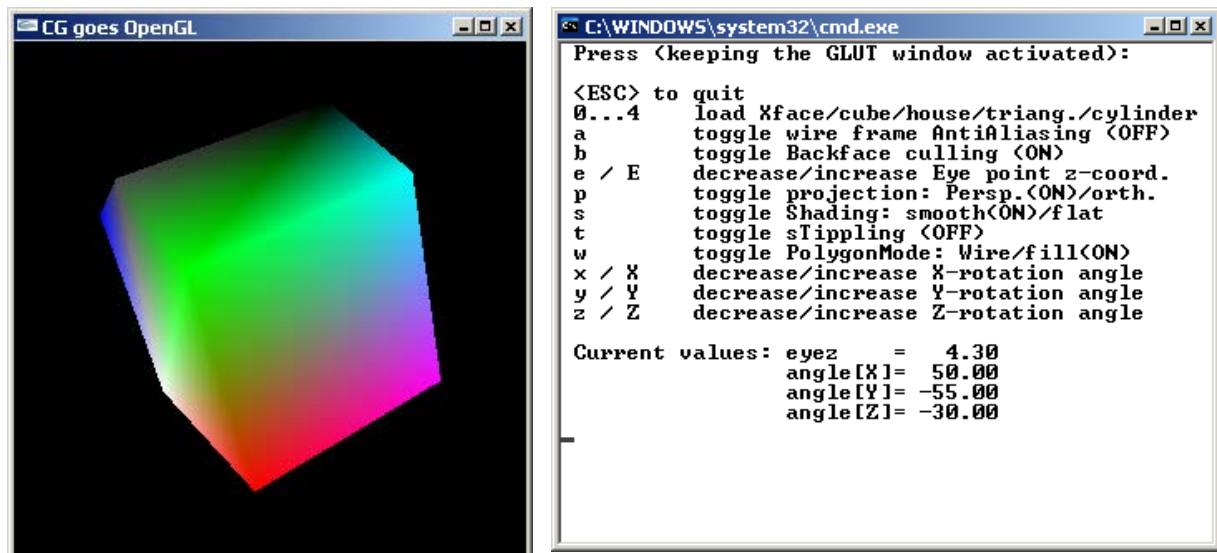 CG goes OpenGL
C:\WINDOWS\system32\cmd.exe
Press (keeping the GLUT window activated):
<ESC> to quit
0...4 load Xface/cube/house/triang./cylinder
a toggle wire frame AntiAliasing (OFF)
b toggle Backface culling (ON)
e / E decrease/increase Eye point z-coord.
p toggle projection: Persp.(ON)/orth.
s toggle Shading: smooth(ON)/flat
t toggle sTippling (OFF)
w toggle PolygonMode: Wire/fill(ON)
x / X decrease/increase X-rotation angle
y / Y decrease/increase Y-rotation angle
z / Z decrease/increase Z-rotation angle
Current values: eyez = 4.30
angle[X]= 50.00
angle[Y]= -55.00
angle[Z]= -30.00